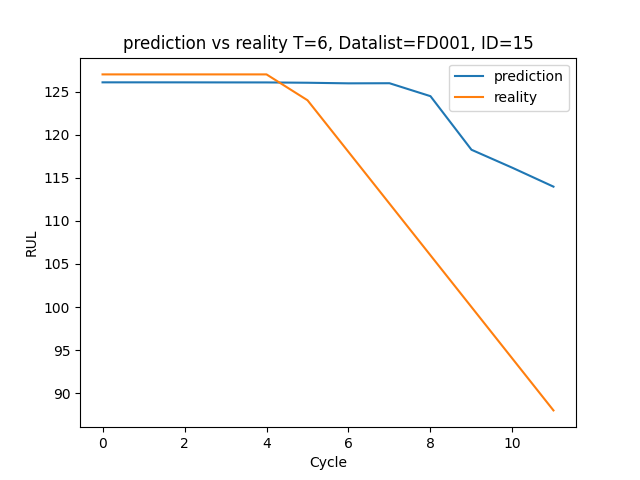 prediction vs reality T=6, Datalist=FD001, ID=15
prediction
reality
RUL
125
120
115
110
105
100
95
90
0 2 4 6 8 10
Cycle